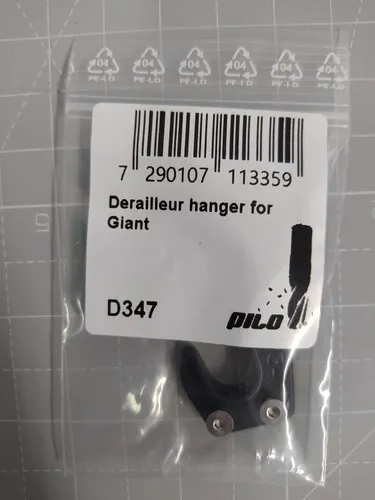 04 04 04 04 04 04
PE-LD PE-LD PE-LD PE-LD PE-LD PE-LD
7 290107 113359
Derailleur hanger for
Giant
D347
PILO